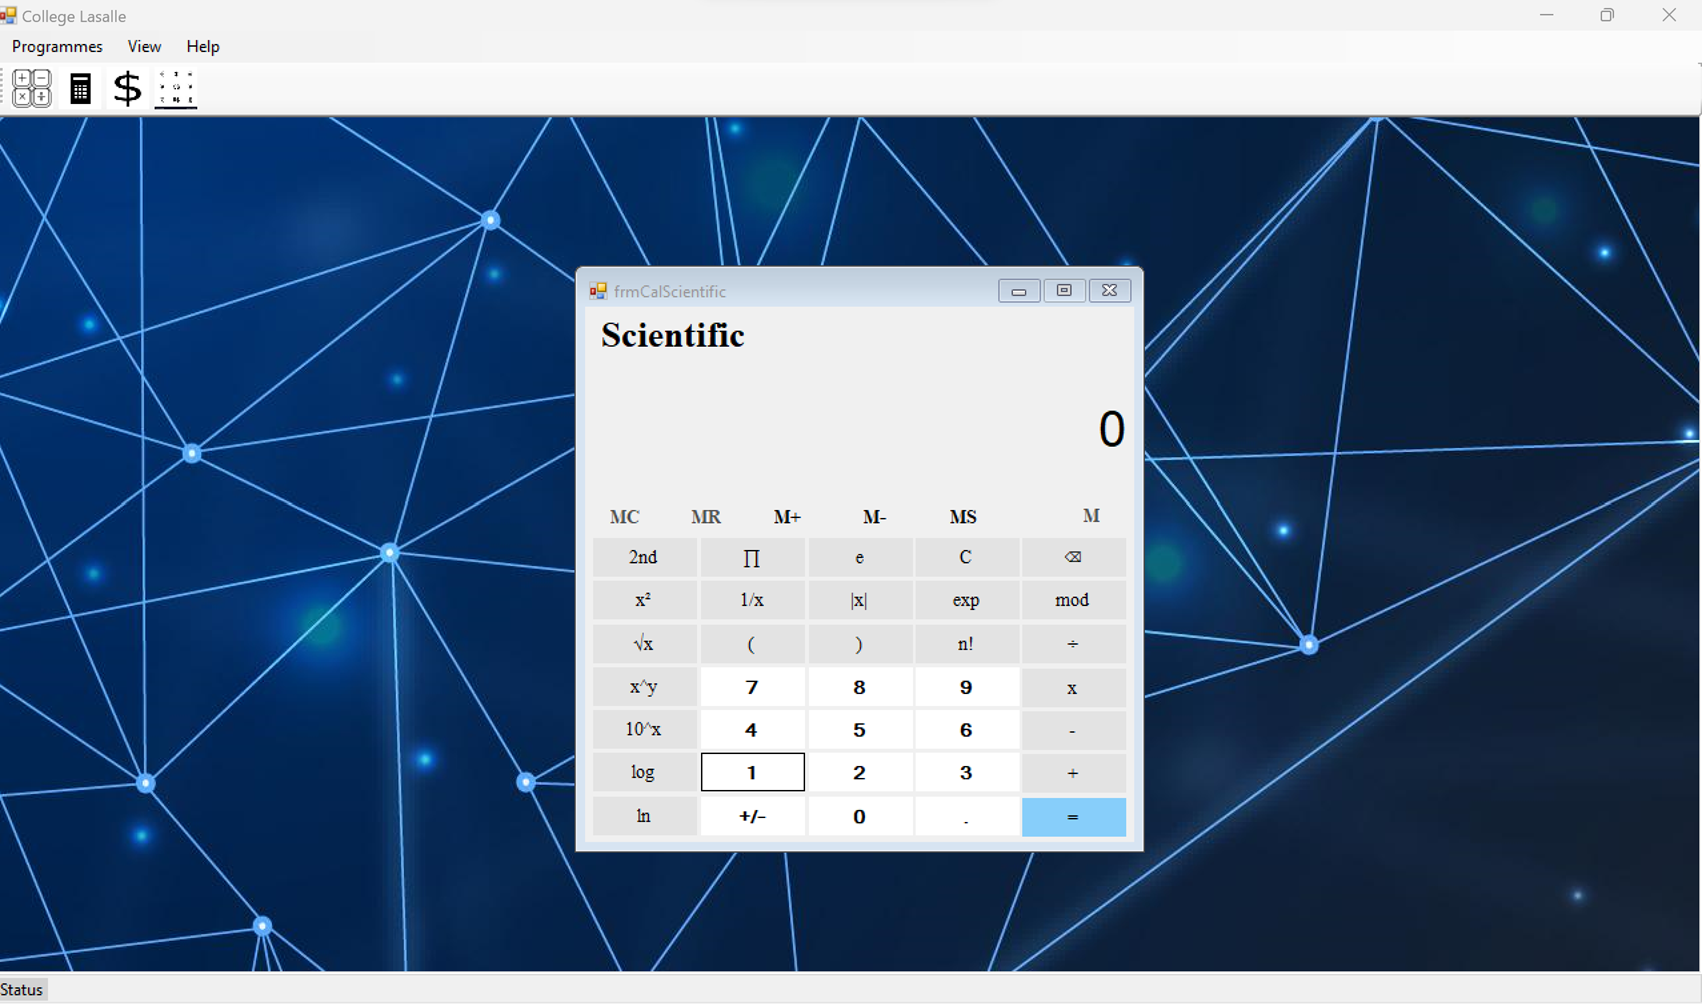 College Lasalle
Programmes View Help
frmCalScientific
Scientific
0
MC MR M+ M- MS M
2nd ∏ e C ⌫
x² 1/x |x| exp mod
√x ( ) n! ÷
x^y 7 8 9 x
10^x 4 5 6 -
log 1 2 3 +
ln +/- 0 . =
Status